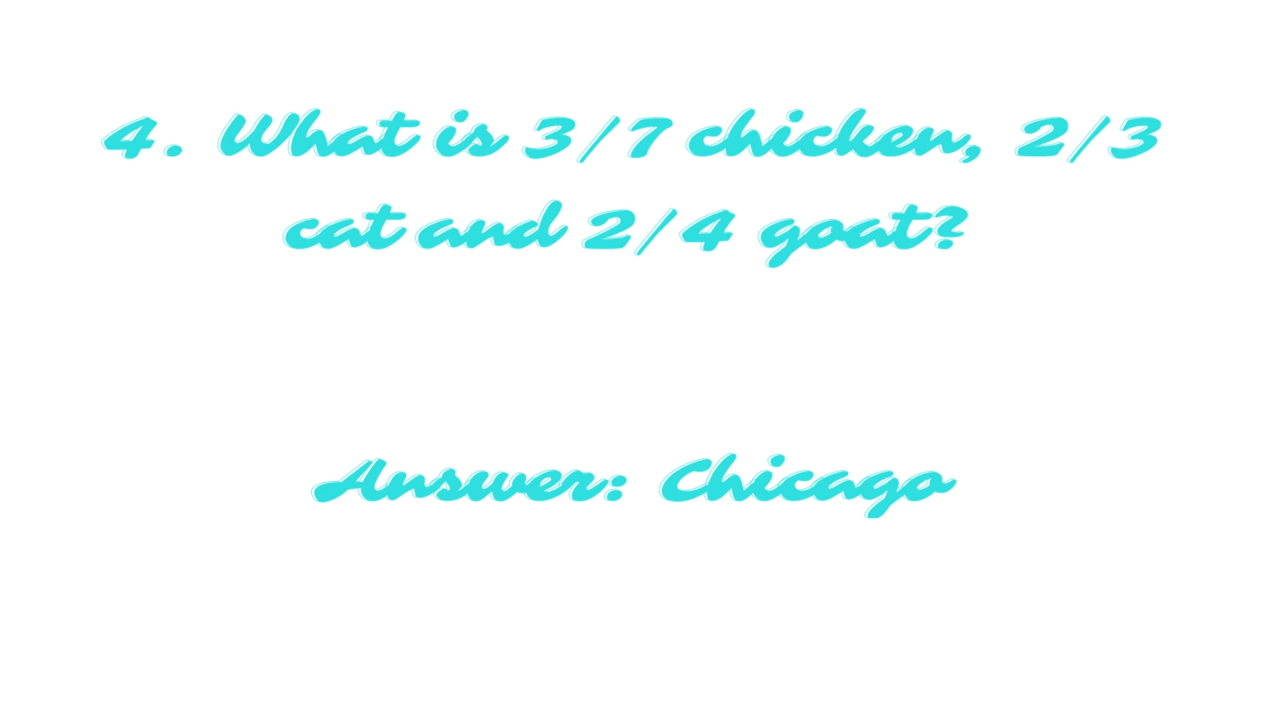 4. What is 3/7 chicken, 2/3
cat and 2/4 goat?
Answer: Chicago